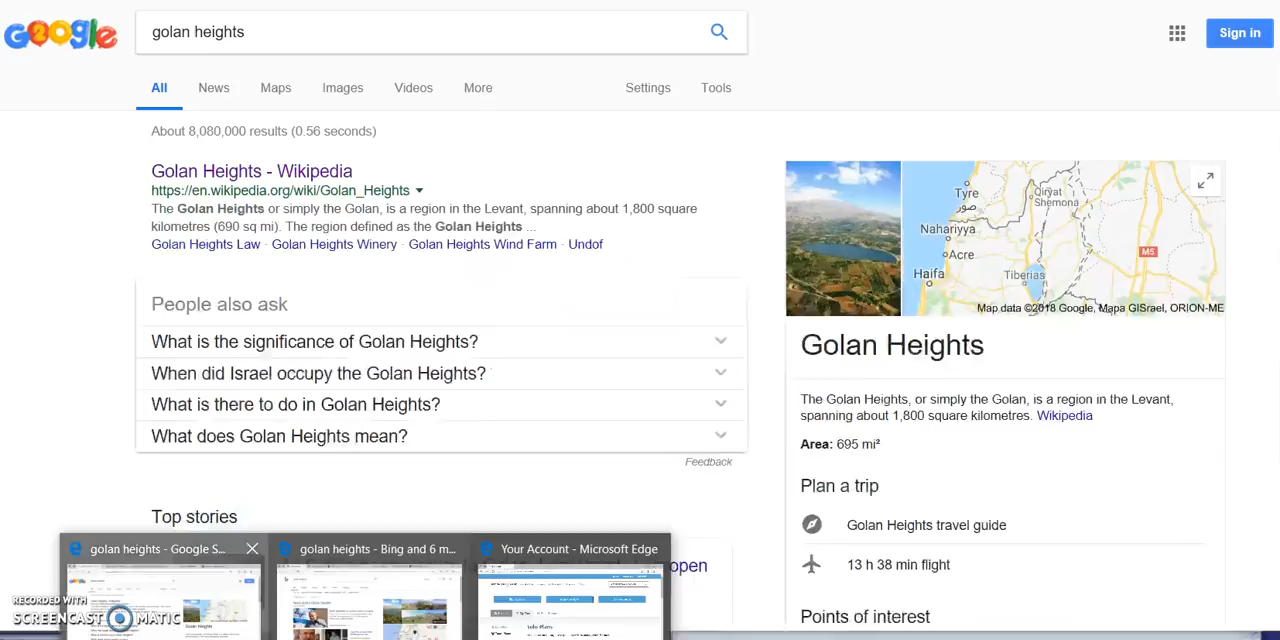 Google
golan heights
Sign in
All News Maps Images Videos More Settings Tools
About 8,080,000 results (0.56 seconds)
Golan Heights - Wikipedia
https://en.wikipedia.org/wiki/Golan_Heights
The Golan Heights or simply the Golan, is a region in the Levant, spanning about 1,800 square
kilometres (690 sq mi). The region defined as the Golan Heights ...
Golan Heights Law · Golan Heights Winery · Golan Heights Wind Farm · Undof
People also ask
What is the significance of Golan Heights?
When did Israel occupy the Golan Heights?
What is there to do in Golan Heights?
What does Golan Heights mean?
Feedback
Top stories
open
Tyre
صور
Qiryat
Shemona
Nahariyya
Acre
M5
Haifa
Tiberias
Map data ©2018 Google, Mapa GISrael, ORION-ME
Golan Heights
The Golan Heights, or simply the Golan, is a region in the Levant,
spanning about 1,800 square kilometres. Wikipedia
Area: 695 mi²
Plan a trip
Golan Heights travel guide
13 h 38 min flight
Points of interest
golan heights - Google S...
golan heights - Bing and 6 m...
Your Account - Microsoft Edge
RECORDED WITH
SCREENCAST MATIC